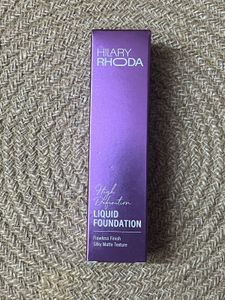 HILARY
RHODA
High
Definition
LIQUID
FOUNDATION
Flawless Finish
Silky Matte Texture